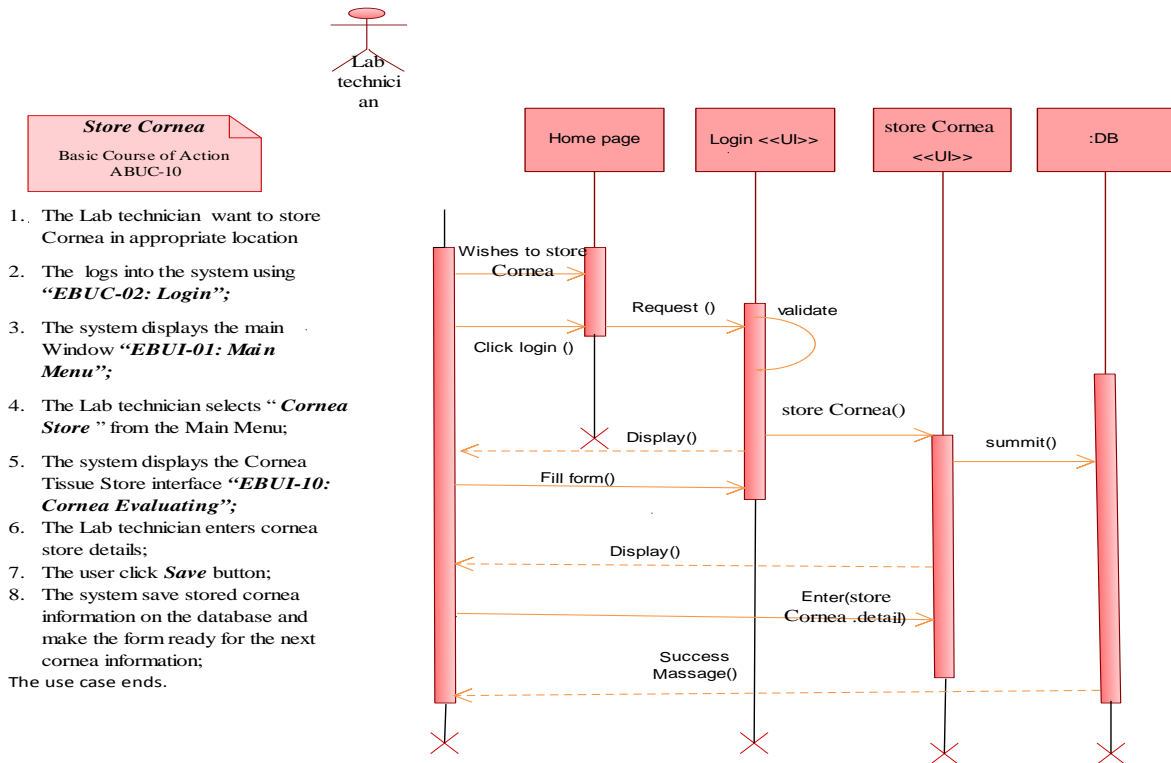 Lab
technici
an
Store Cornea
Basic Course of Action
ABUC-10
1. The Lab technician want to store
Cornea in appropriate location
2. The logs into the system using
“EBUC-02: Login”;
3. The system displays the main
Window “EBUI-01: Main
Menu”;
4. The Lab technician selects “ Cornea
Store ” from the Main Menu;
5. The system displays the Cornea
Tissue Store interface “EBUI-10:
Cornea Evaluating”;
6. The Lab technician enters cornea
store details;
7. The user click Save button;
8. The system save stored cornea
information on the database and
make the form ready for the next
cornea information;
The use case ends.
Home page
Login <<UI>>
store Cornea
<<UI>>
:DB
Wishes to store
Cornea
Request ()
validate
Click login ()
store Cornea()
Display()
summit()
Fill form()
Display()
Enter(store
Cornea .detail)
Success
Massage()